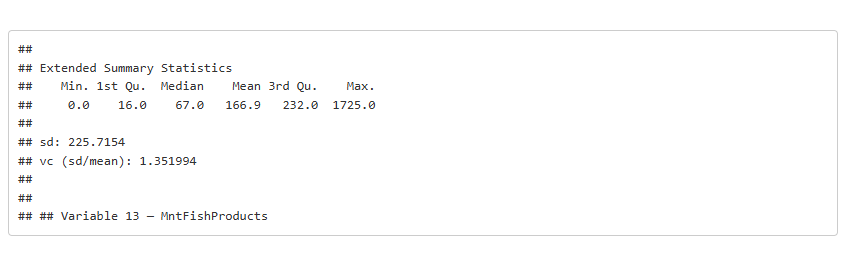 ##
## Extended Summary Statistics
##    Min. 1st Qu.  Median    Mean 3rd Qu.    Max.
##     0.0    16.0    67.0   166.9   232.0  1725.0
##
## sd: 225.7154
## vc (sd/mean): 1.351994
##
##
## ## Variable 13 — MntFishProducts